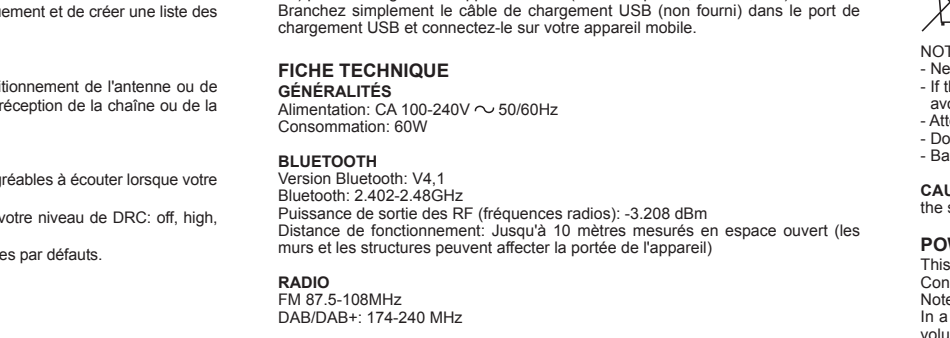 uement et de créer une liste des
itionnement de l'antenne ou de
réception de la chaîne ou de la
gréables à écouter lorsque votre
votre niveau de DRC: off, high,
es par défauts.
Branchez simplement le câble de chargement USB (non fourni) dans le port de
chargement USB et connectez-le sur votre appareil mobile.
FICHE TECHNIQUE
GÉNÉRALITÉS
Alimentation: CA 100-240V ~ 50/60Hz
Consommation: 60W
BLUETOOTH
Version Bluetooth: V4,1
Bluetooth: 2.402-2.48GHz
Puissance de sortie des RF (fréquences radios): -3.208 dBm
Distance de fonctionnement: Jusqu'à 10 mètres mesurés en espace ouvert (les
murs et les structures peuvent affecter la portée de l'appareil)
RADIO
FM 87.5-108MHz
DAB/DAB+: 174-240 MHz
NOT
- Ne
- If t
avo
- Atte
- Do
- Ba
CAU
the s
POW
This
Con
Note
In a
volu